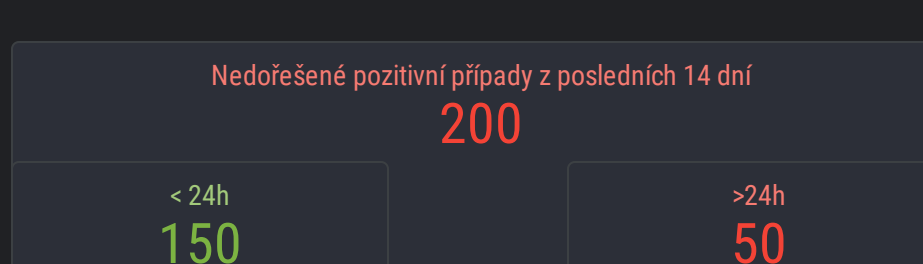 Nedořešené pozitivní případy z posledních 14 dní
200
< 24h
>24h
150
50